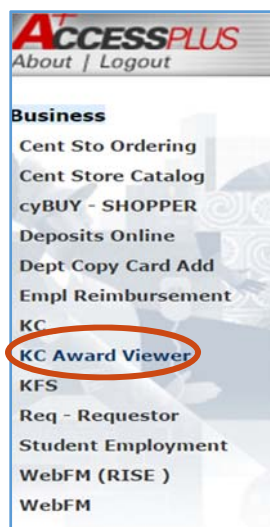 A+CCESSPLUS
About / Logout
Business
Cent Sto Ordering
Cent Store Catalog
cyBUY - SHOPPER
Deposits Online
Dept Copy Card Add
Empl Reimbursement
KC
KC Award Viewer
KFS
Req - Requestor
Student Employment
WebFM (RISE )
WebFM